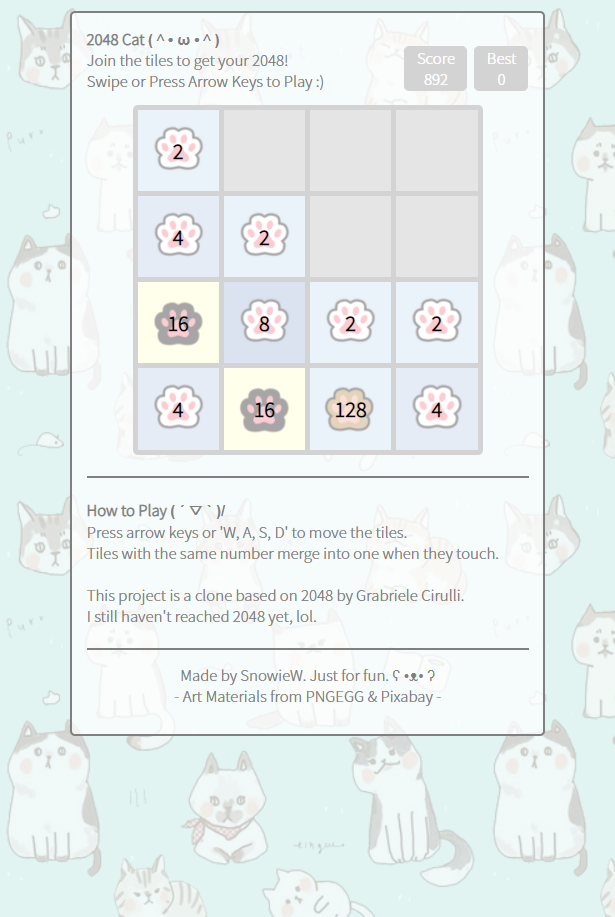 2048 Cat ( ^ • ω • ^ )
Join the tiles to get your 2048!
Swipe or Press Arrow Keys to Play :)
Score
892
Best
0
2
4 2
16 8 2 2
4 16 128 4
How to Play ( ´ ▽ ` )/
Press arrow keys or 'W, A, S, D' to move the tiles.
Tiles with the same number merge into one when they touch.
This project is a clone based on 2048 by Grabriele Cirulli.
I still haven't reached 2048 yet, lol.
Made by SnowieW. Just for fun. ʕ •ᴥ• ʔ
- Art Materials from PNGEGG & Pixabay -
purr
purr